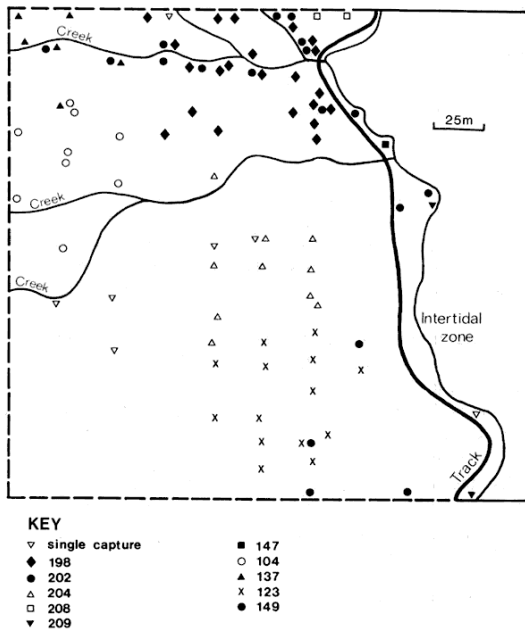 Creek
25m
Creek
Creek
Intertidal
zone
Track
KEY
▽ single capture
◆ 198
● 202
△ 204
□ 208
▼ 209
■ 147
○ 104
▲ 137
x 123
● 149